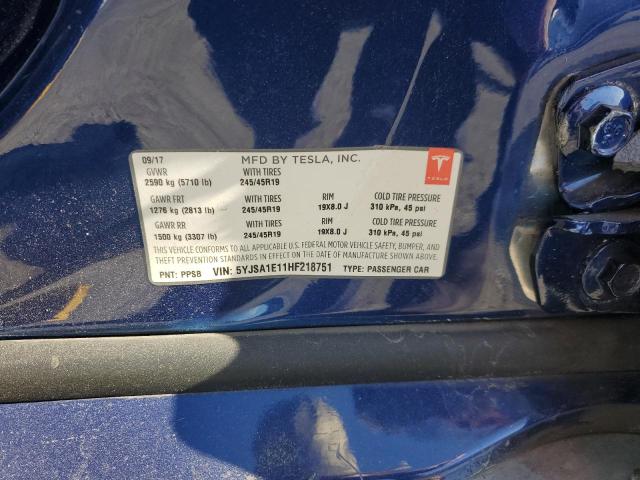 09/17 MFD BY TESLA, INC.
GVWR WITH TIRES
2590 kg (5710 lb) 245/45R19
GAWR FRT WITH TIRES RIM COLD TIRE PRESSURE
1276 kg (2813 lb) 245/45R19 19X8.0 J 310 kPa, 45 psi
GAWR RR WITH TIRES RIM COLD TIRE PRESSURE
1500 kg (3307 lb) 245/45R19 19X8.0 J 310 kPa, 45 psi
THIS VEHICLE CONFORMS TO ALL APPLICABLE U.S. FEDERAL MOTOR VEHICLE SAFETY, BUMPER, AND
THEFT PREVENTION STANDARDS IN EFFECT ON THE DATE OF MANUFACTURE SHOWN ABOVE.
PNT: PPSB VIN: 5YJSA1E11HF218751 TYPE: PASSENGER CAR
TESLA